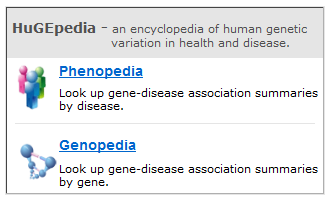 HuGEpedia - an encyclopedia of human genetic
variation in health and disease.
Phenopedia
Look up gene-disease association summaries
by disease.
Genopedia
Look up gene-disease association summaries
by gene.